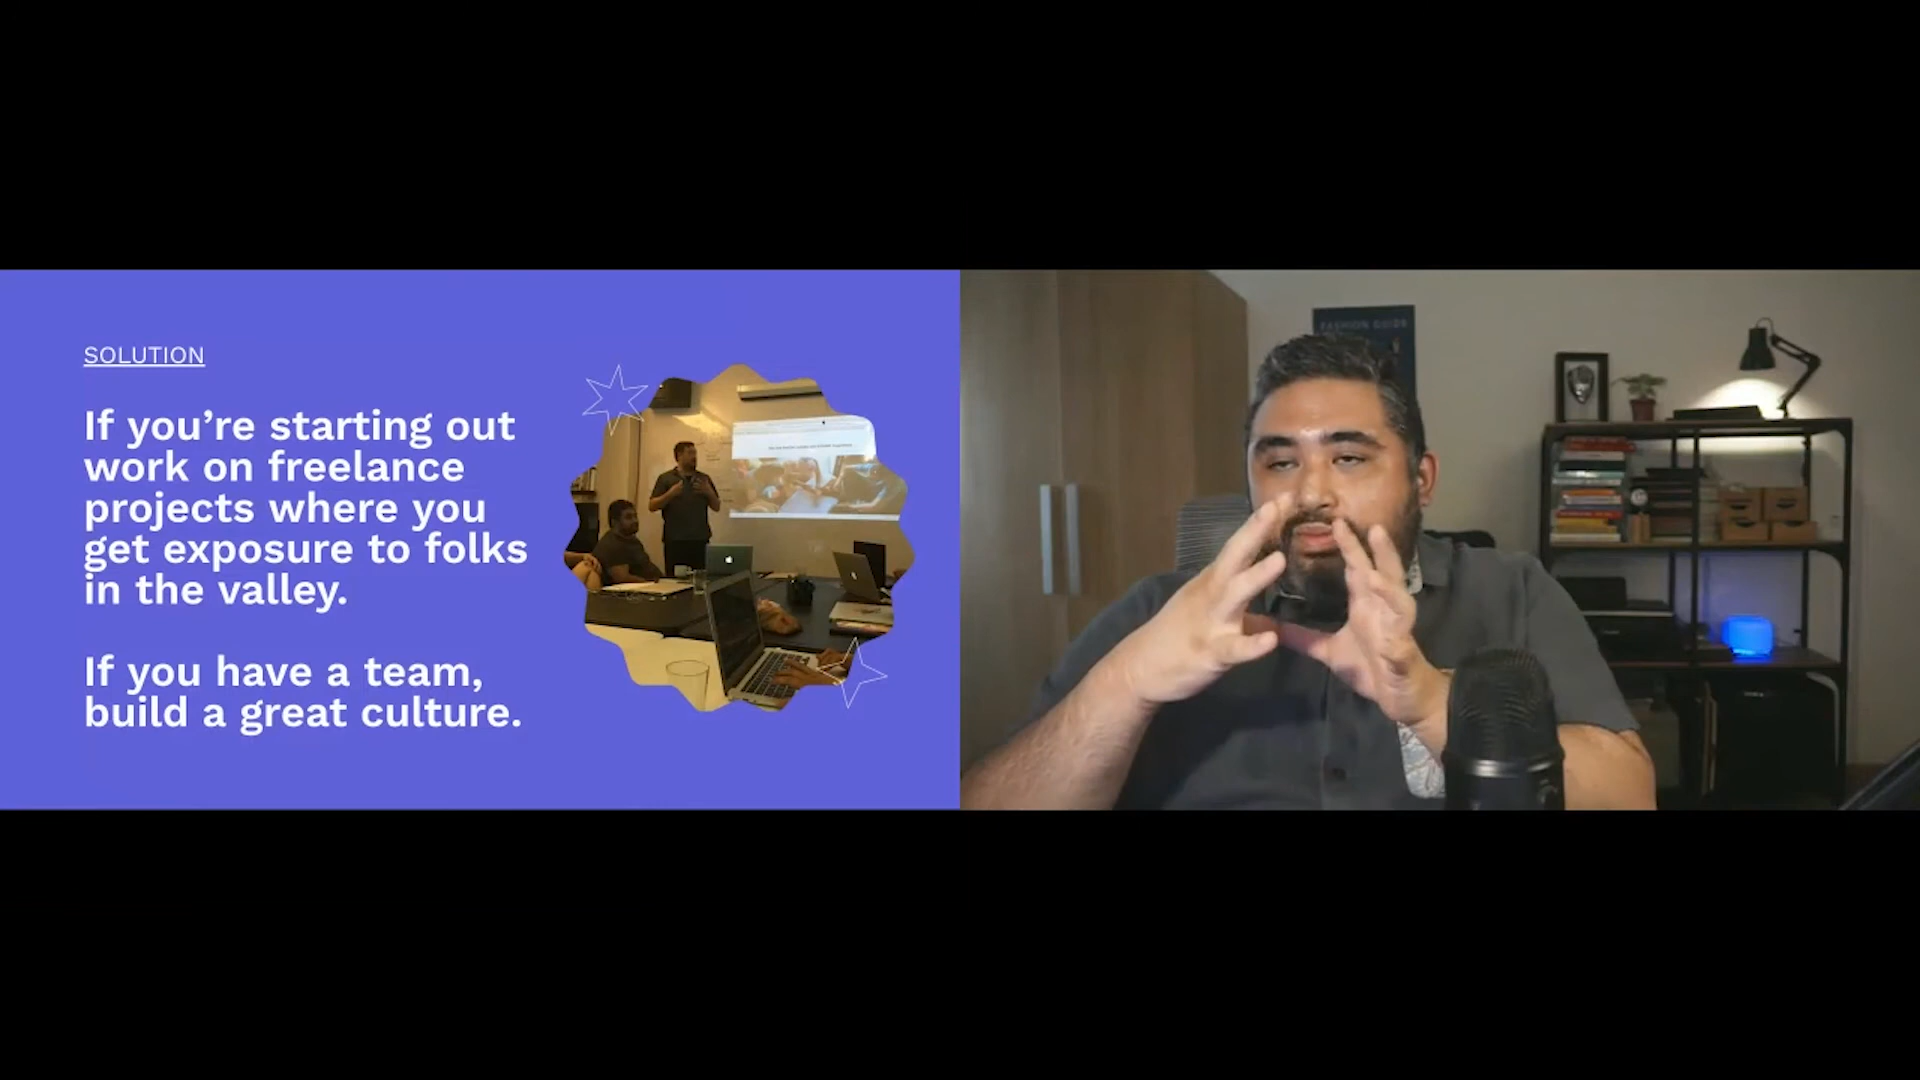 SOLUTION
If you’re starting out
work on freelance
projects where you
get exposure to folks
in the valley.
If you have a team,
build a great culture.
FASHION GUIDE